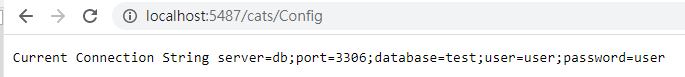 localhost:5487/cats/Config
Current Connection String server=db;port=3306;database=test;user=user;password=user